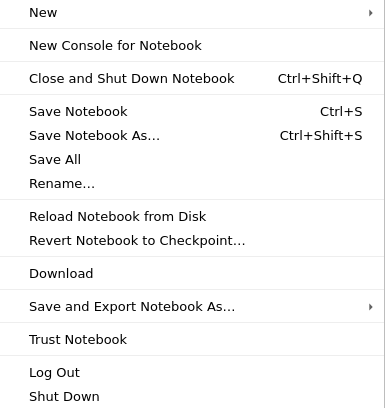 New
New Console for Notebook
Close and Shut Down Notebook Ctrl+Shift+Q
Save Notebook Ctrl+S
Save Notebook As… Ctrl+Shift+S
Save All
Rename…
Reload Notebook from Disk
Revert Notebook to Checkpoint…
Download
Save and Export Notebook As…
Trust Notebook
Log Out
Shut Down